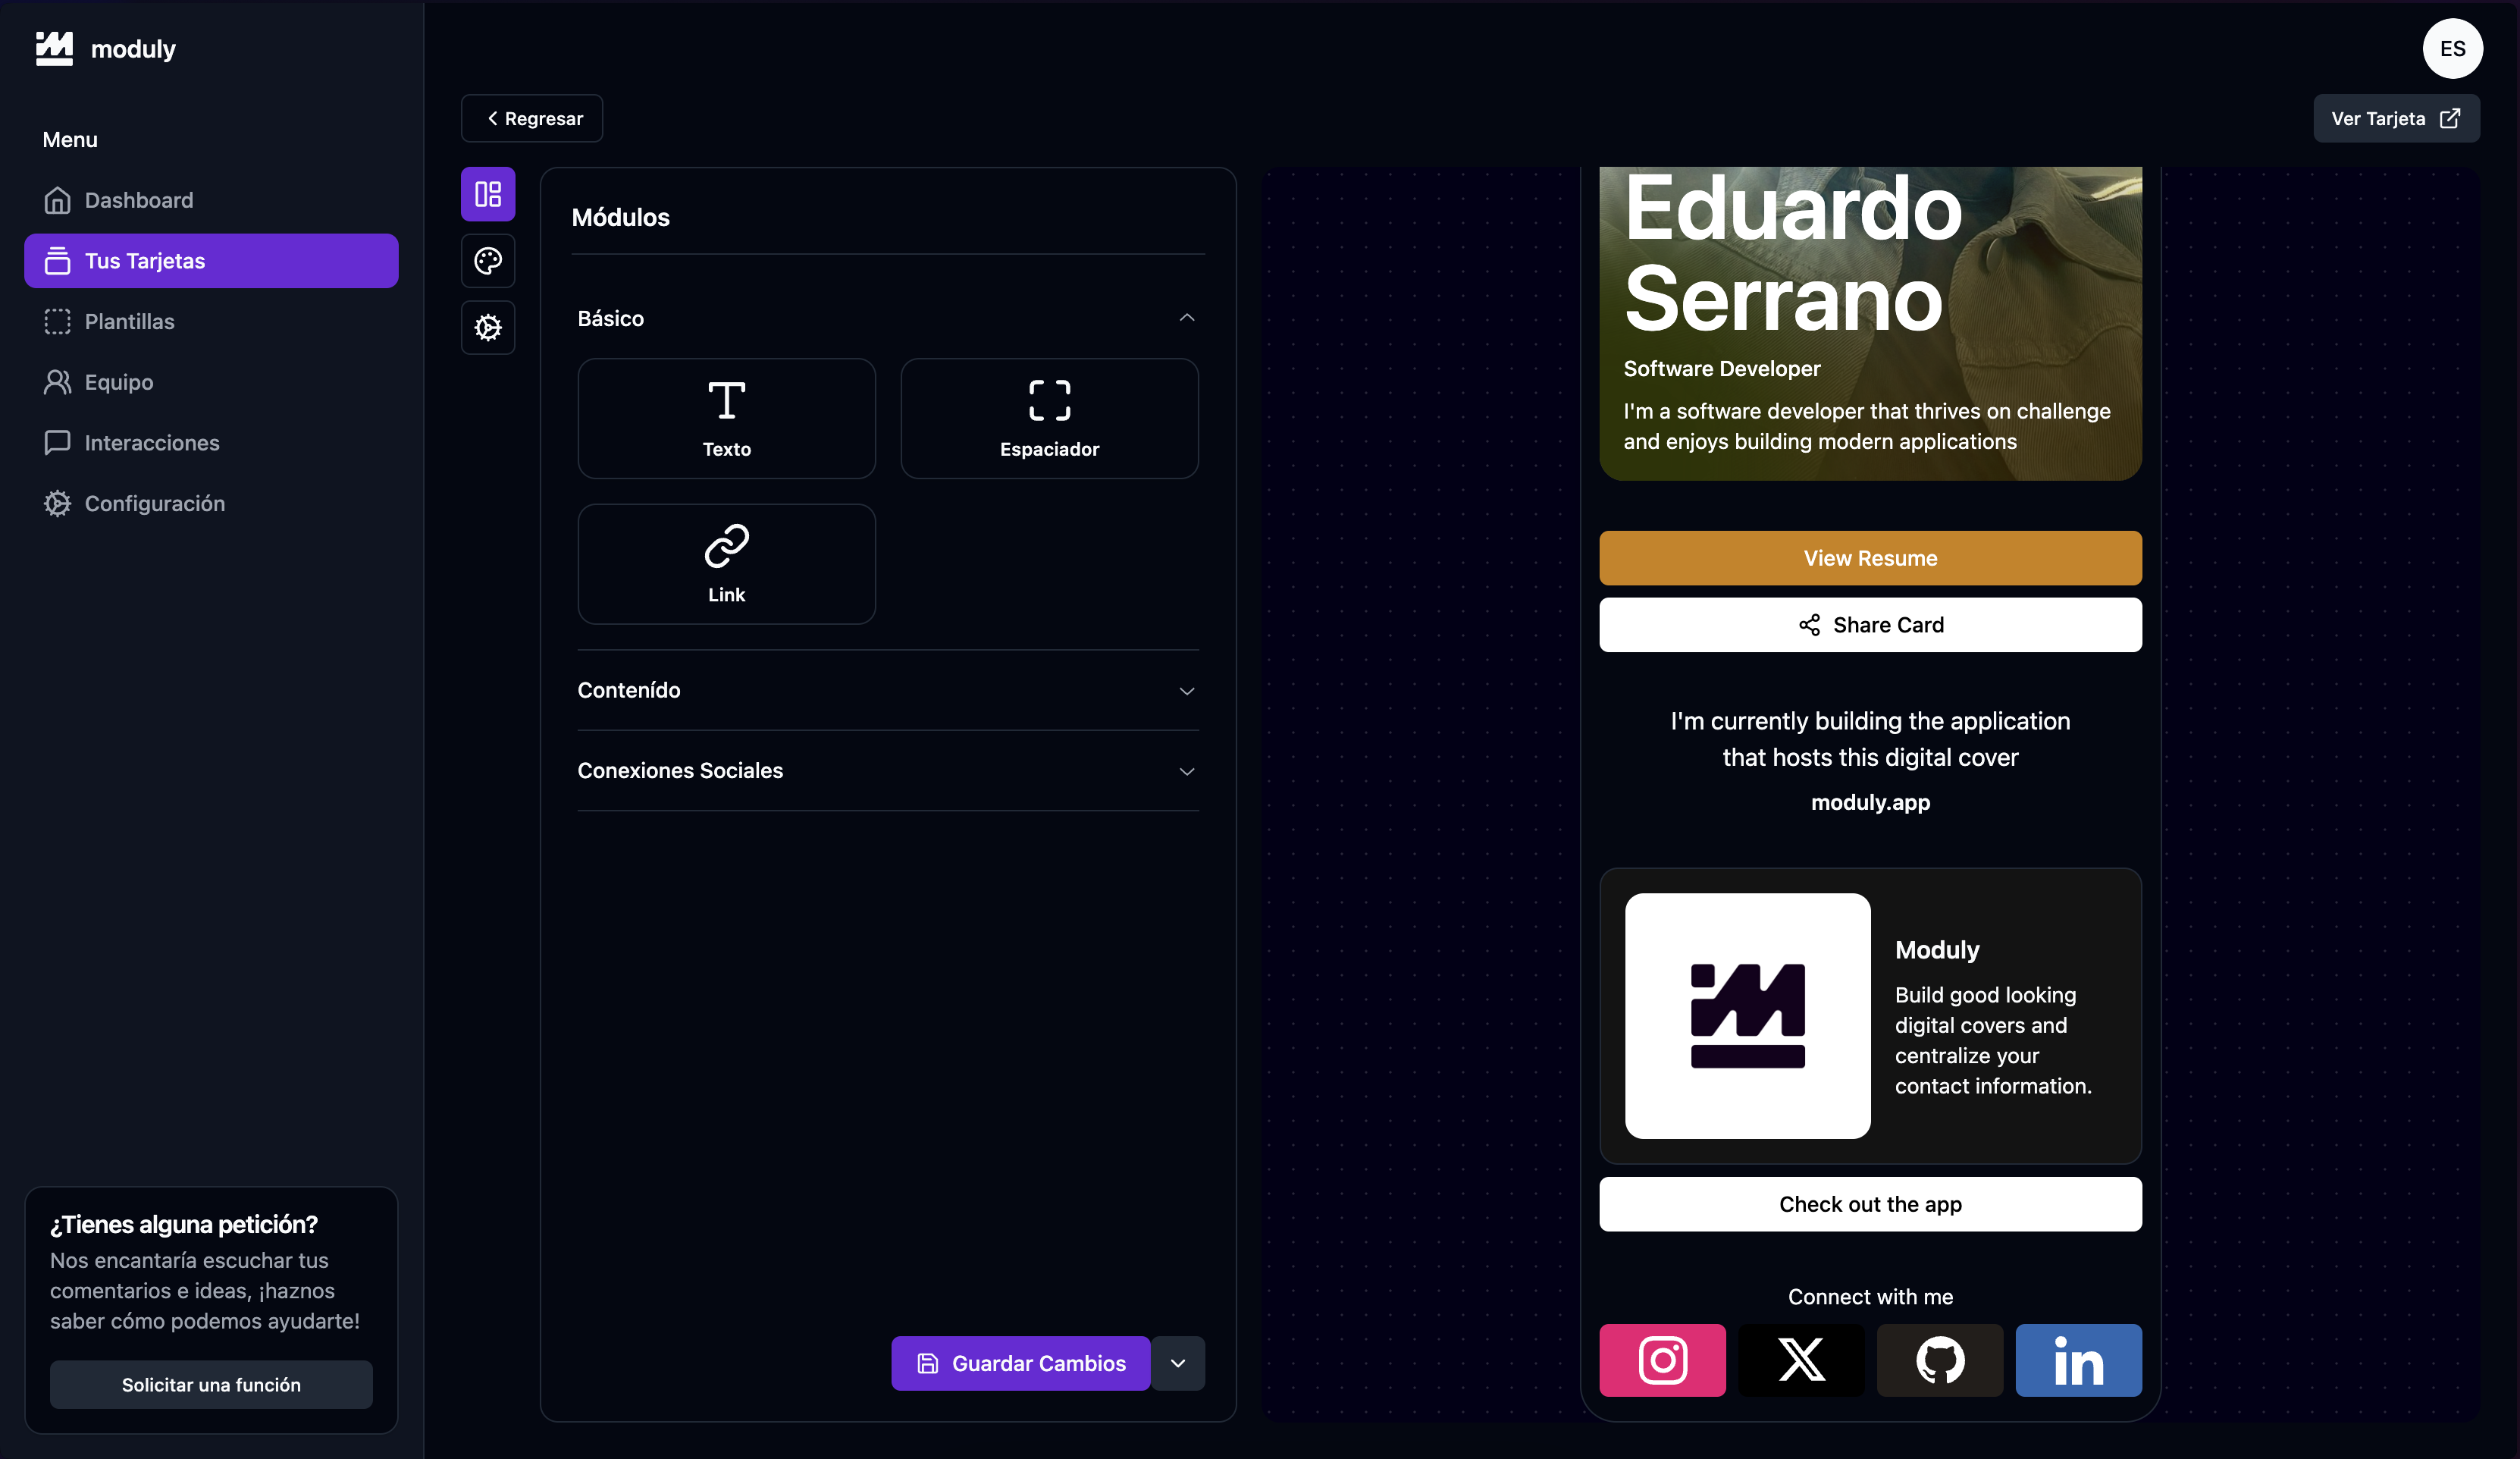 moduly
Menu
Dashboard
Tus Tarjetas
Plantillas
Equipo
Interacciones
Configuración
¿Tienes alguna petición?
Nos encantaría escuchar tus
comentarios e ideas, ¡haznos
saber cómo podemos ayudarte!
Solicitar una función
Regresar
ES
Ver Tarjeta
Módulos
Básico
Texto
Espaciador
Link
Contenído
Conexiones Sociales
Guardar Cambios
Eduardo
Serrano
Software Developer
I'm a software developer that thrives on challenge
and enjoys building modern applications
View Resume
Share Card
I'm currently building the application
that hosts this digital cover
moduly.app
Moduly
Build good looking
digital covers and
centralize your
contact information.
Check out the app
Connect with me